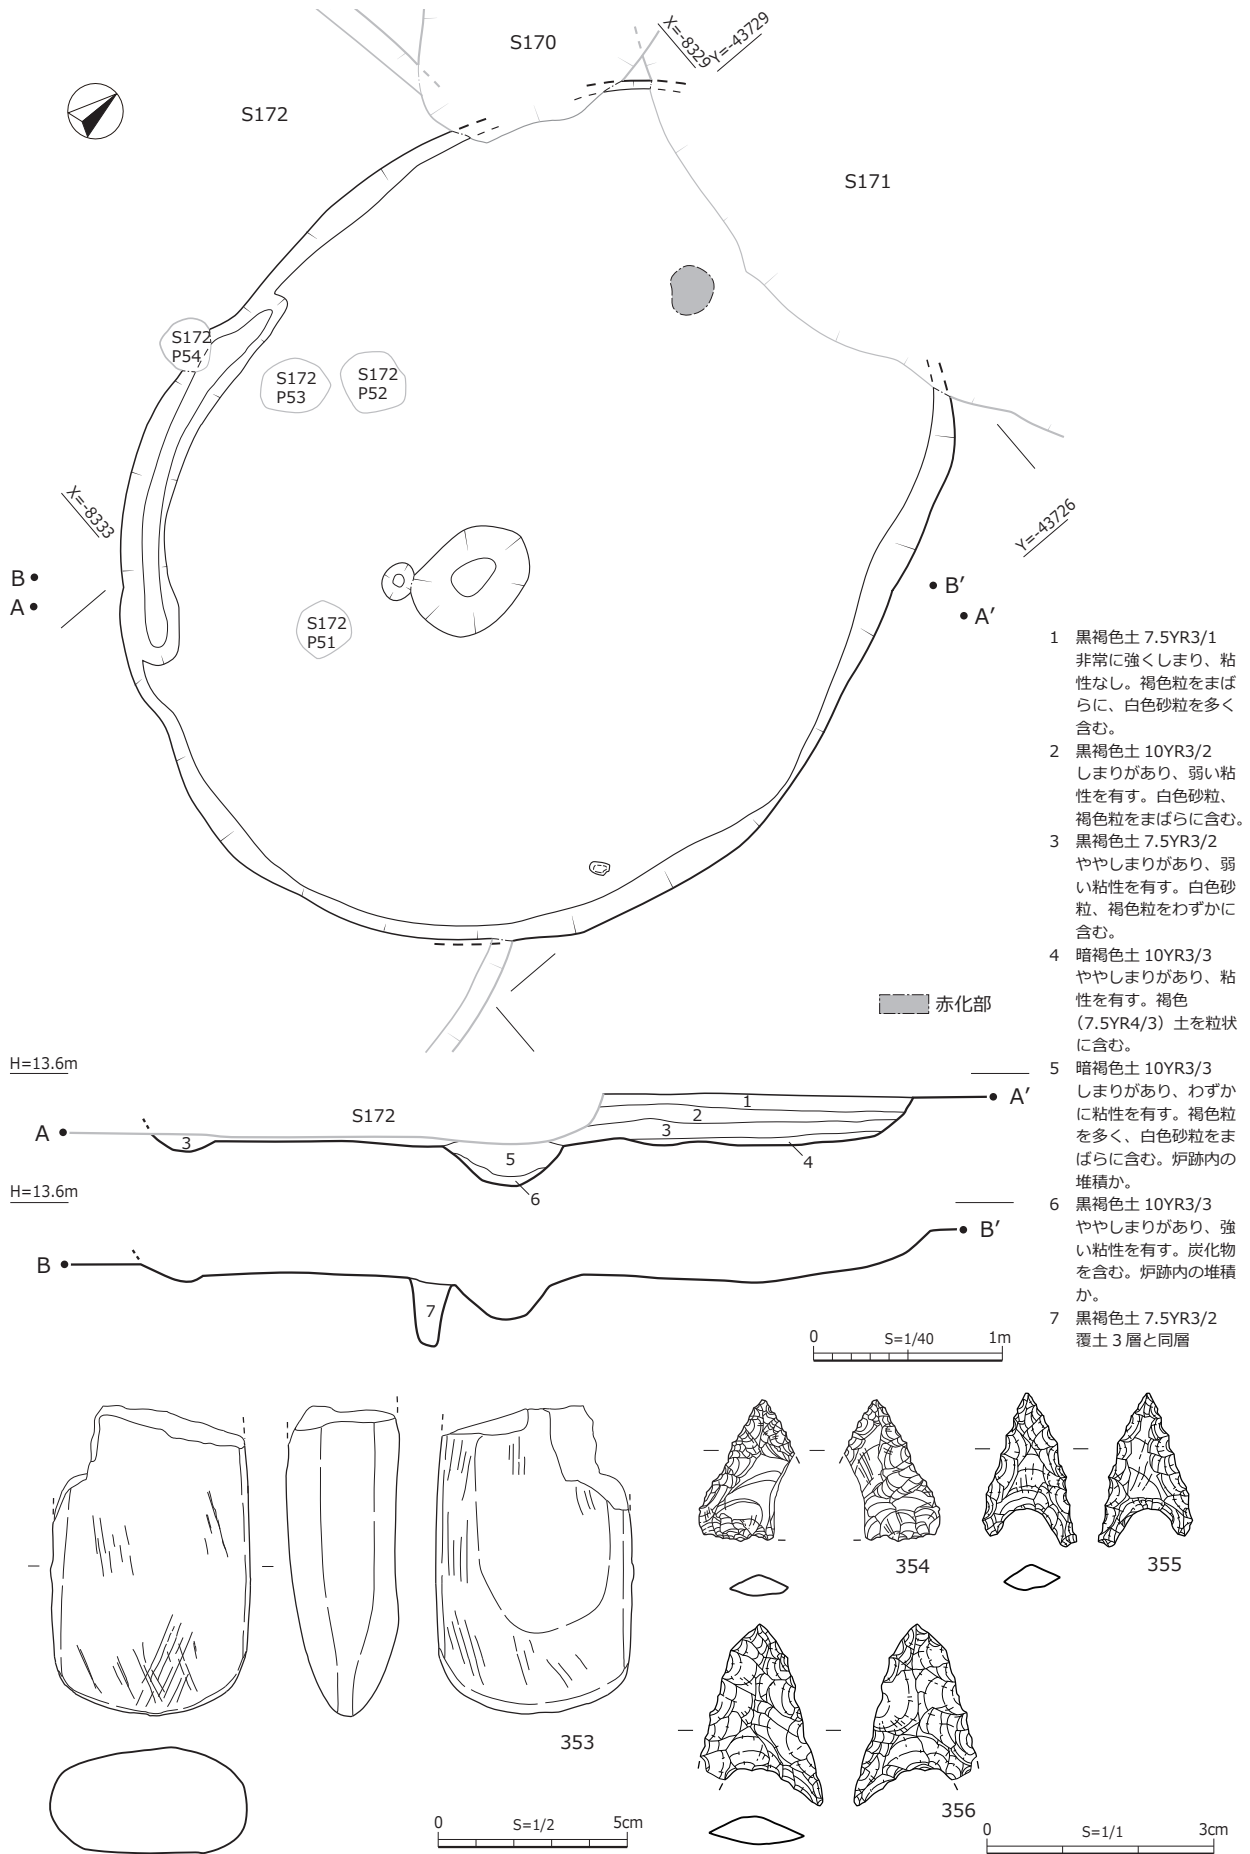 S170
X=-8329
Y=-43729
S172
S171
S172
P54
S172
P53
S172
P52
X=-8333
Y=-43726
B
A
B′
A′
S172
P51
赤化部
1 黒褐色土 7.5YR3/1
非常に強くしまり、粘
性なし。褐色粒をまば
らに、白色砂粒を多く
含む。
2 黒褐色土 10YR3/2
しまりがあり、弱い粘
性を有す。白色砂粒、
褐色粒をまばらに含む。
3 黒褐色土 7.5YR3/2
ややしまりがあり、弱
い粘性を有す。白色砂
粒、褐色粒をわずかに
含む。
4 暗褐色土 10YR3/3
ややしまりがあり、粘
性を有す。褐色
（7.5YR4/3）土を粒状
に含む。
5 暗褐色土 10YR3/3
しまりがあり、わずか
に粘性を有す。褐色粒
を多く、白色砂粒をま
ばらに含む。炉跡内の
堆積か。
6 黒褐色土 10YR3/3
ややしまりがあり、強
い粘性を有す。炭化物
を含む。炉跡内の堆積
か。
7 黒褐色土 7.5YR3/2
覆土 3 層と同層
H=13.6m
A
S172
1
2
3
3
4
5
6
A′
H=13.6m
B
7
B′
0 S=1/40 1m
353
354
355
356
0 S=1/2 5cm
0 S=1/1 3cm